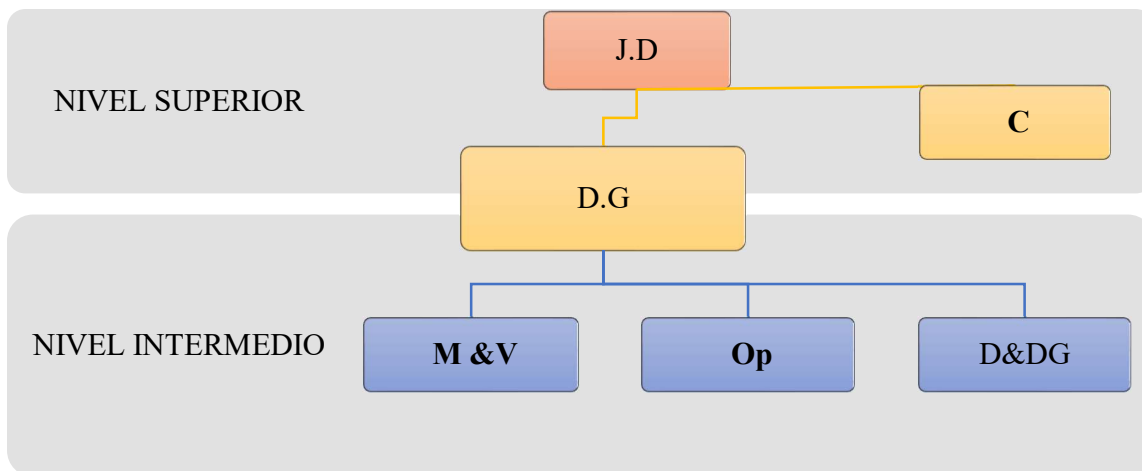 J.D
NIVEL SUPERIOR
C
D.G
NIVEL INTERMEDIO
M &V
Op
D&DG